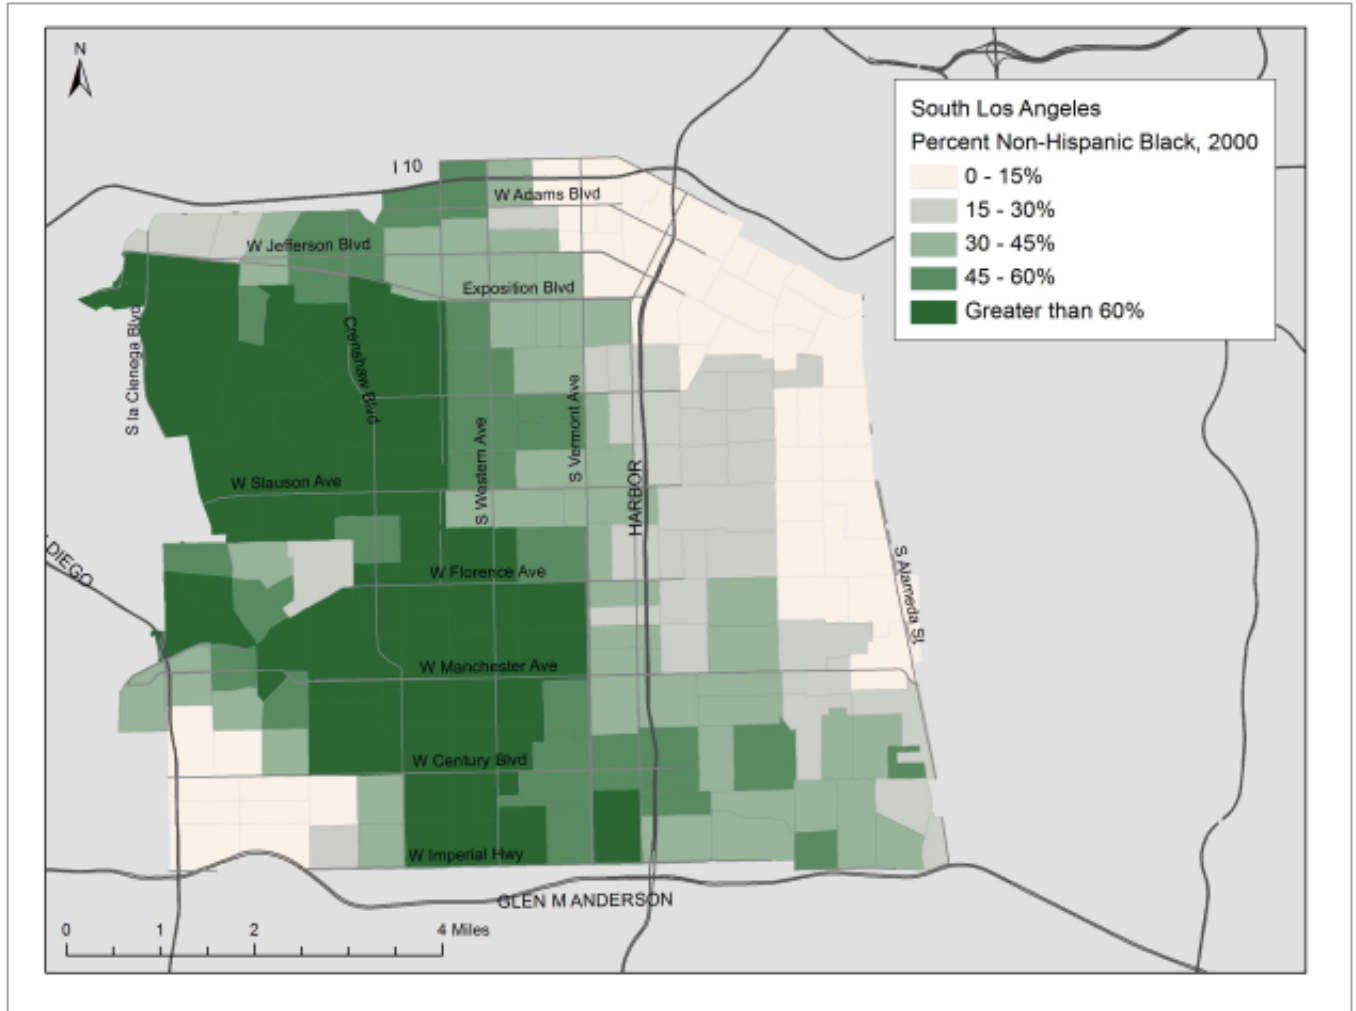 N
South Los Angeles
Percent Non-Hispanic Black, 2000
0 - 15%
15 - 30%
30 - 45%
45 - 60%
Greater than 60%
I 10
W Adams Blvd
W Jefferson Blvd
Exposition Blvd
S la Cienega Blvd
Crenshaw Blvd
S Western Ave
S Vermont Ave
HARBOR
W Slauson Ave
DIEGO
W Florence Ave
S Alameda St
W Manchester Ave
W Century Blvd
W Imperial Hwy
GLEN M ANDERSON
0 1 2 4 Miles